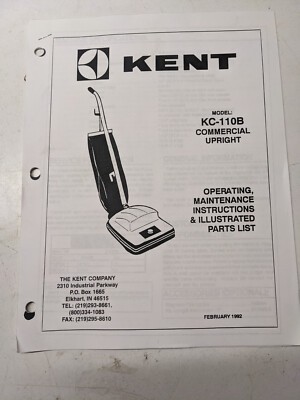 KENT
MODEL:
KC-110B
COMMERCIAL
UPRIGHT
OPERATING,
MAINTENANCE
INSTRUCTIONS
& ILLUSTRATED
PARTS LIST
THE KENT COMPANY
2310 Industrial Parkway
P.O. Box 1665
Elkhart, IN 46515
TEL: (219)293-8661,
(800)334-1083
FAX: (219)295-8610
FEBRUARY 1992